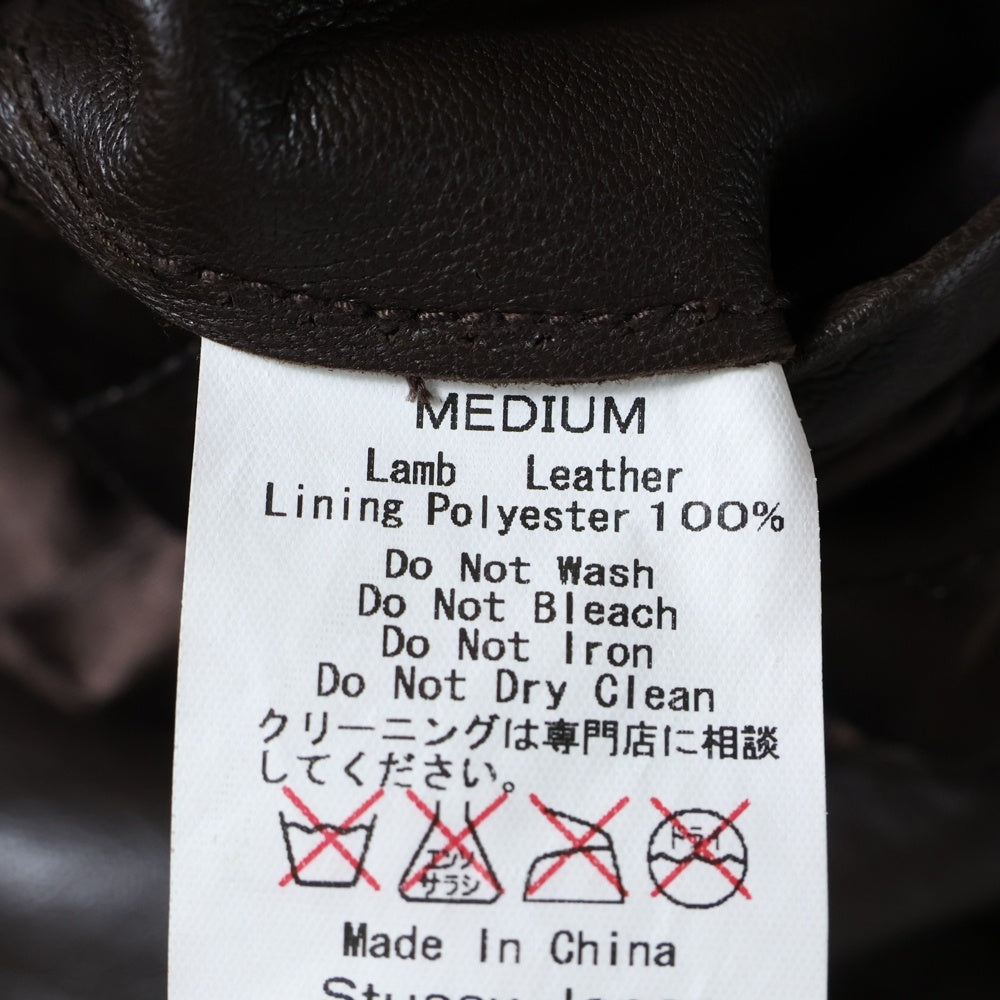 MEDIUM
Lamb Leather
Lining Polyester 100%
Do Not Wash
Do Not Bleach
Do Not Iron
Do Not Dry Clean
クリーニングは専門店に相談
してください。
エンソ
サラシ
ドライ
Made In China